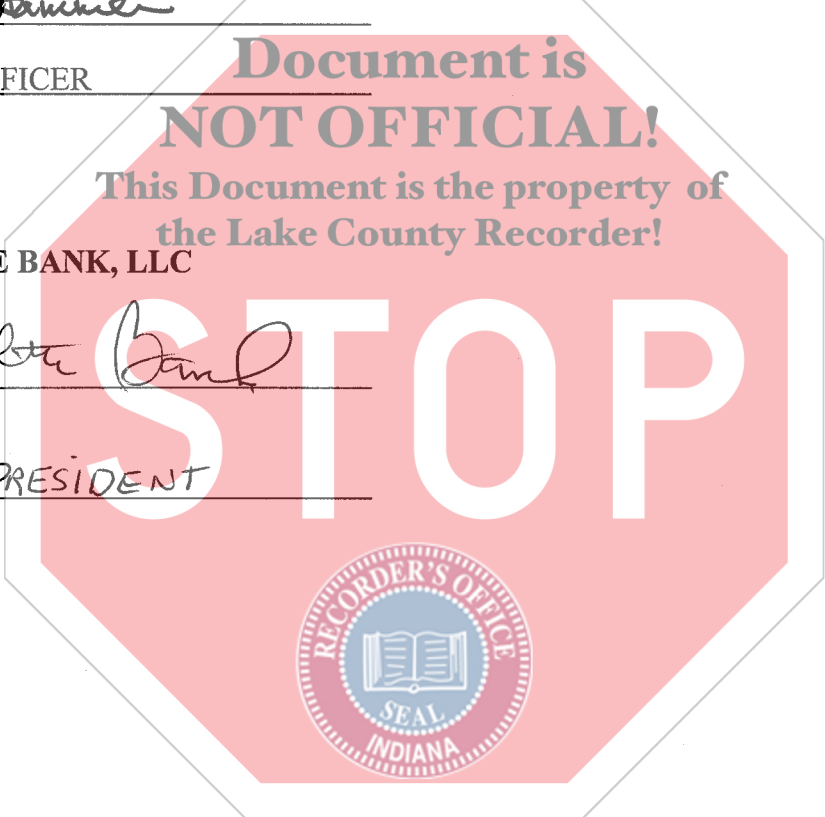 Document is
FICER
NOT OFFICIAL!
This Document is the property of
the Lake County Recorder!
E BANK, LLC
STOP
PRESIDENT
RECORDER'S OFFICE
SEAL
INDIANA